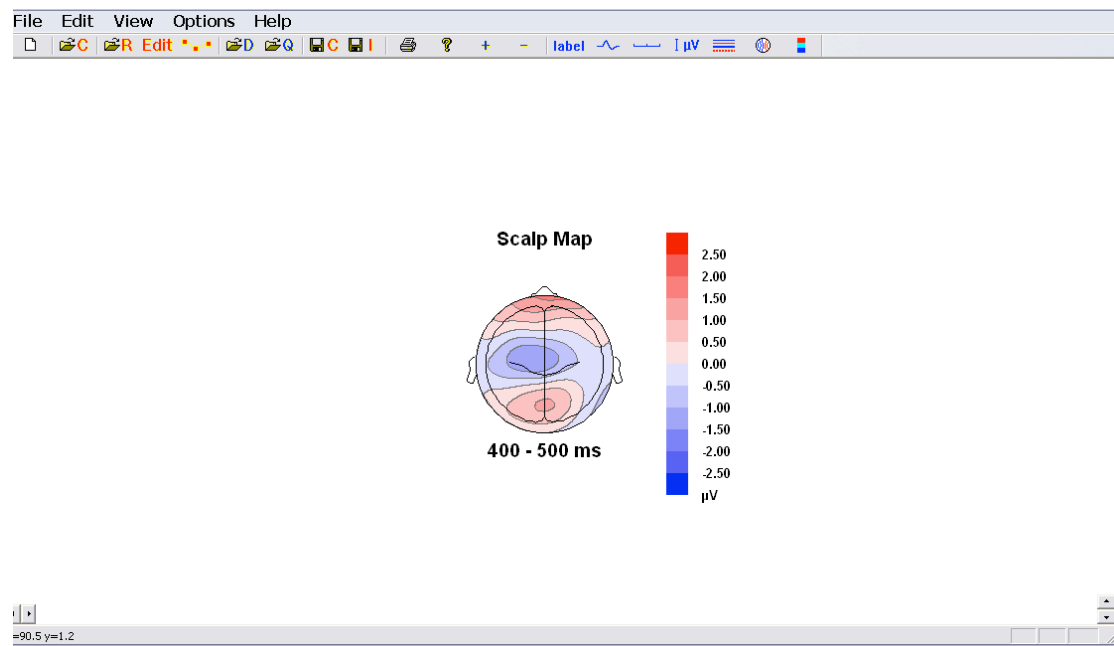 File Edit View Options Help
C R Edit D Q C I ? + - label I µV
Scalp Map
2.50
2.00
1.50
1.00
0.50
0.00
-0.50
-1.00
-1.50
-2.00
-2.50
µV
400 - 500 ms
=90.5 y=1.2